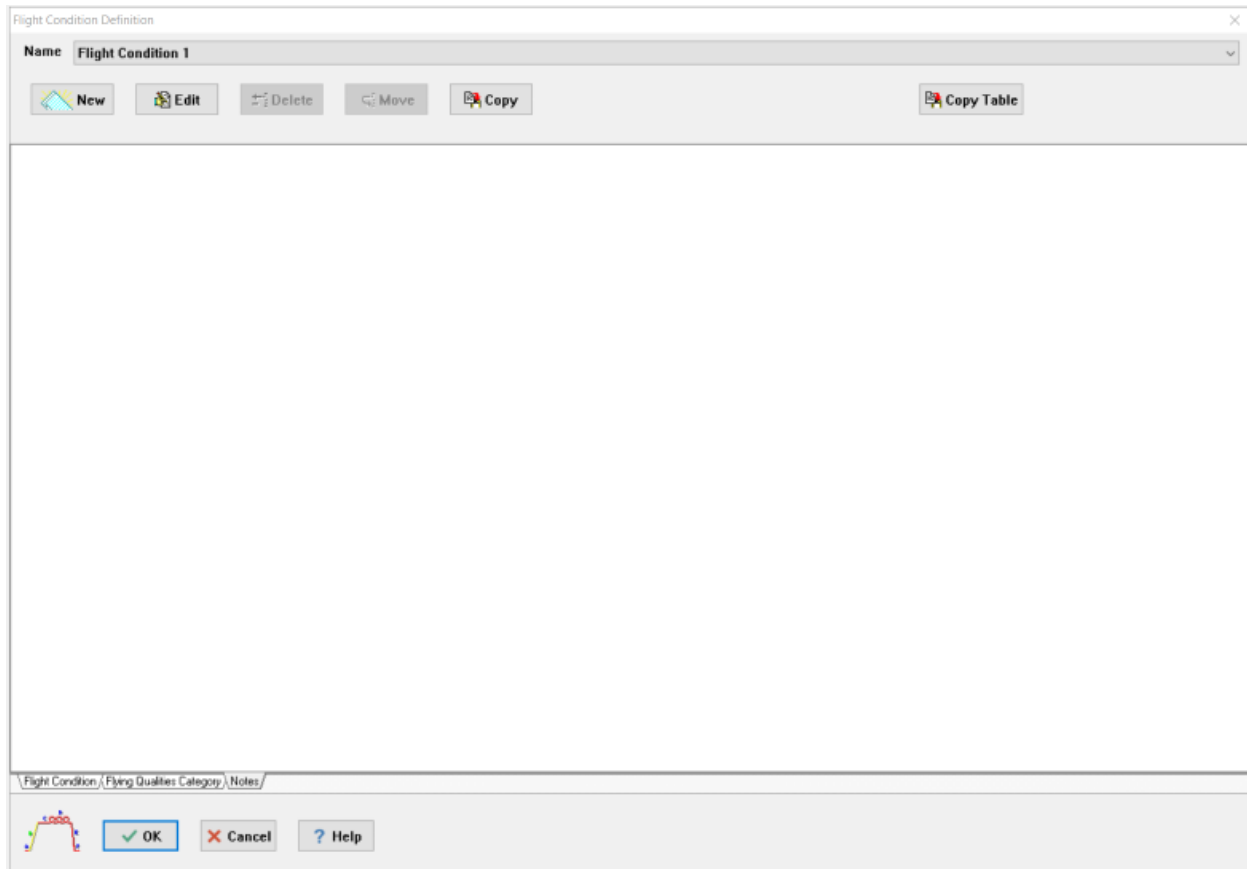 Flight Condition Definition
Name Flight Condition 1
New Edit Delete Move Copy Copy Table
Flight Condition Flying Qualities Category Notes
OK Cancel ? Help